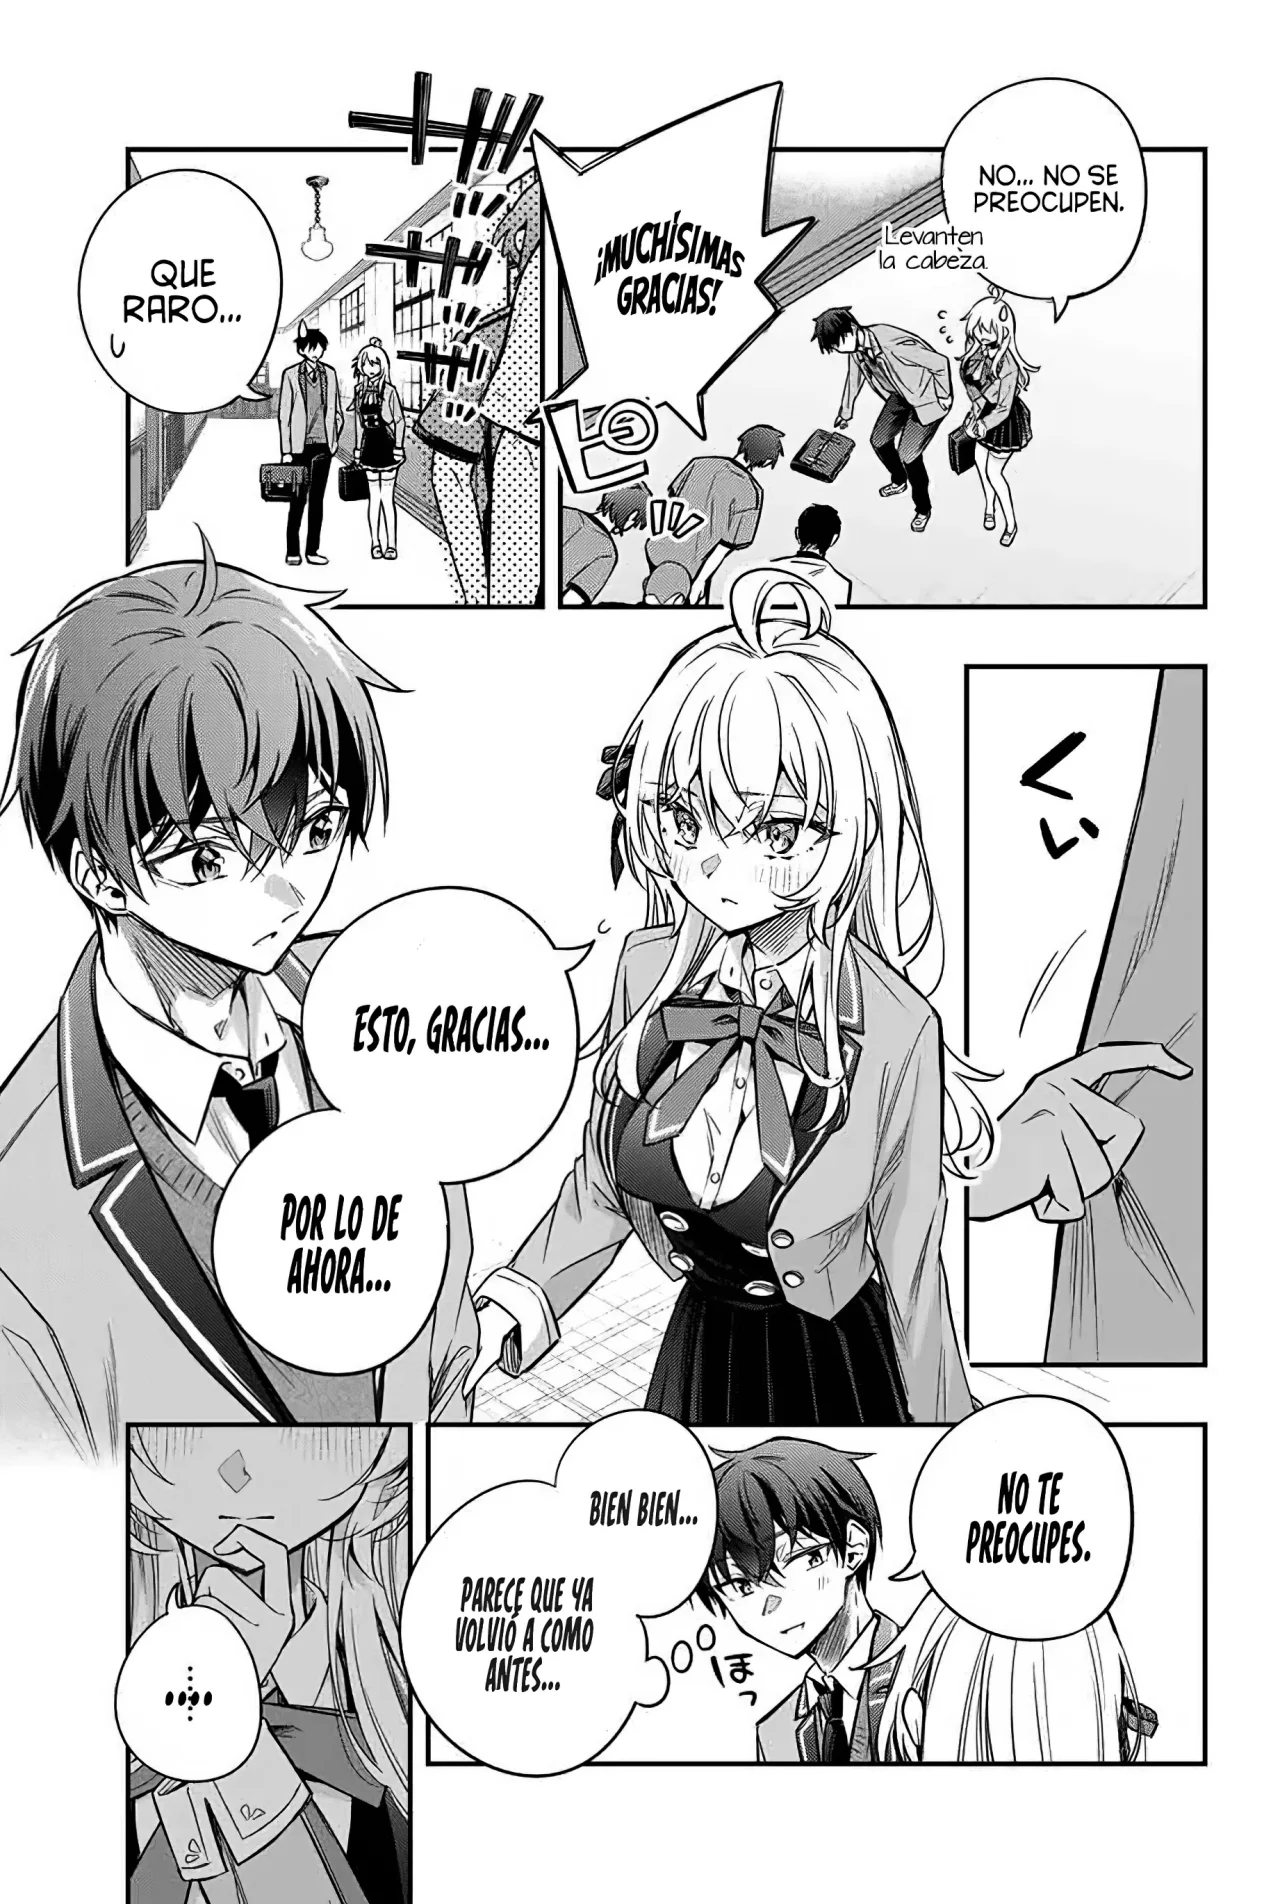 NO... NO SE
PREOCUPEN.
Levanten
la cabeza
¡MUCHÍSIMAS
GRACIAS!
QUE
RARO...
くい
ESTO, GRACIAS...
POR LO DE
AHORA...
NO TE
PREOCUPES.
BIEN BIEN...
PARECE QUE YA
VOLVIÓ A COMO
ANTES...
ほっ